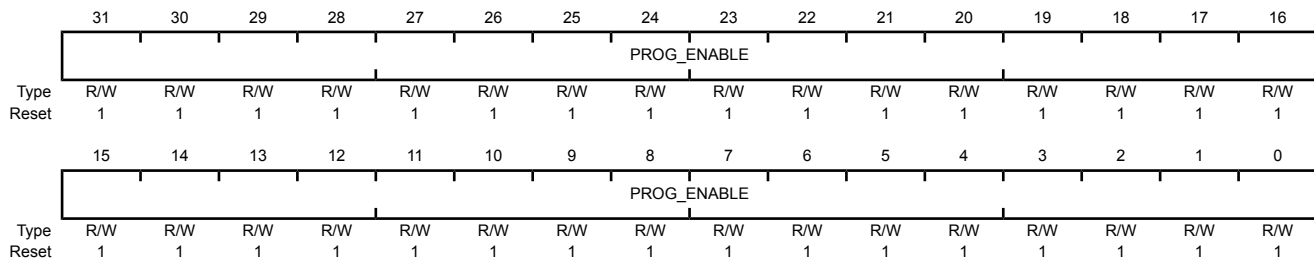 31 30 29 28 27 26 25 24 23 22 21 20 19 18 17 16
PROG_ENABLE
Type R/W R/W R/W R/W R/W R/W R/W R/W R/W R/W R/W R/W R/W R/W R/W R/W
Reset 1 1 1 1 1 1 1 1 1 1 1 1 1 1 1 1
15 14 13 12 11 10 9 8 7 6 5 4 3 2 1 0
PROG_ENABLE
Type R/W R/W R/W R/W R/W R/W R/W R/W R/W R/W R/W R/W R/W R/W R/W R/W
Reset 1 1 1 1 1 1 1 1 1 1 1 1 1 1 1 1